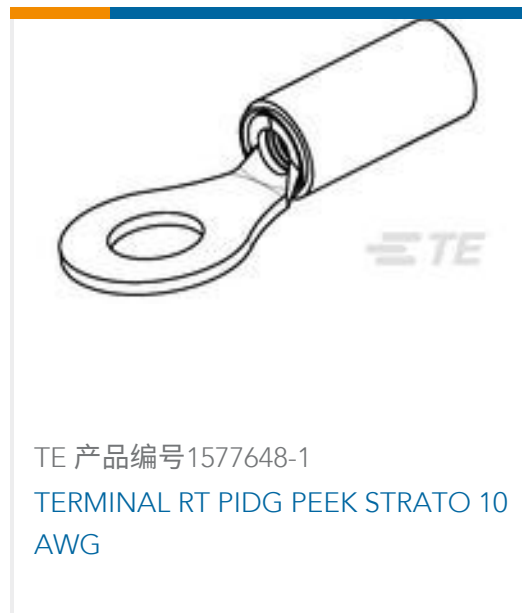 TE
TE 产品编号1577648-1
TERMINAL RT PIDG PEEK STRATO 10
AWG